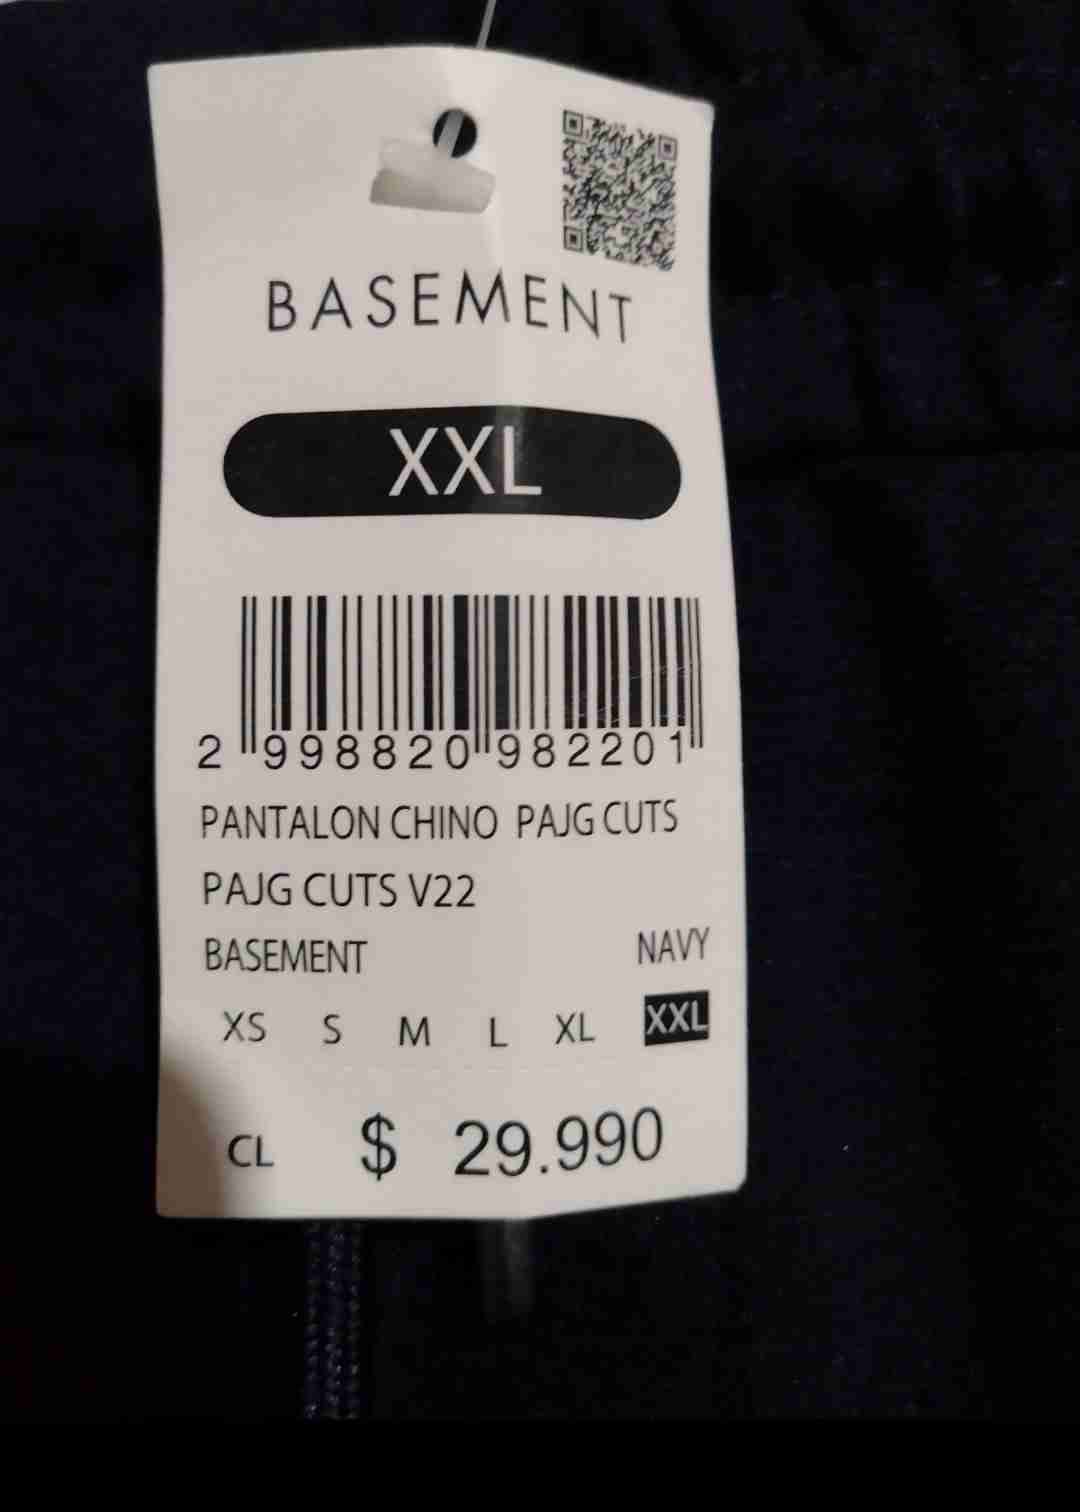 BASEMENT
XXL
2 998820 982201
PANTALON CHINO PAJG CUTS
PAJG CUTS V22
BASEMENT NAVY
XS S M L XL XXL
CL $ 29.990